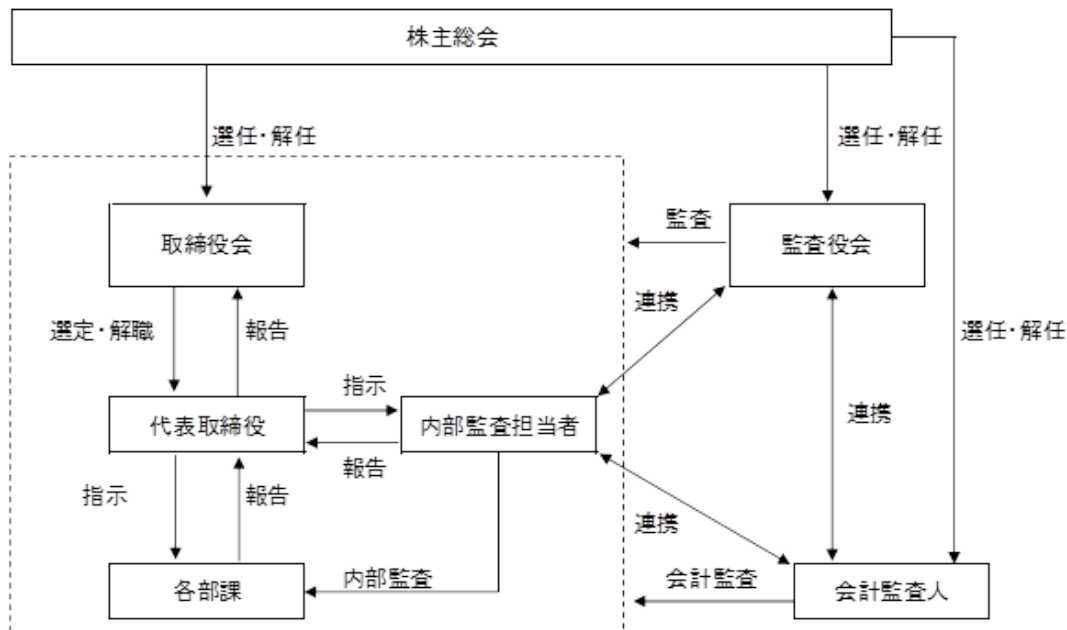 株主総会
選任・解任
選任・解任
取締役会
監査
監査役会
連携
選定・解職
報告
選任・解任
指示
代表取締役
内部監査担当者
連携
報告
指示
報告
連携
各部課
内部監査
会計監査
会計監査人